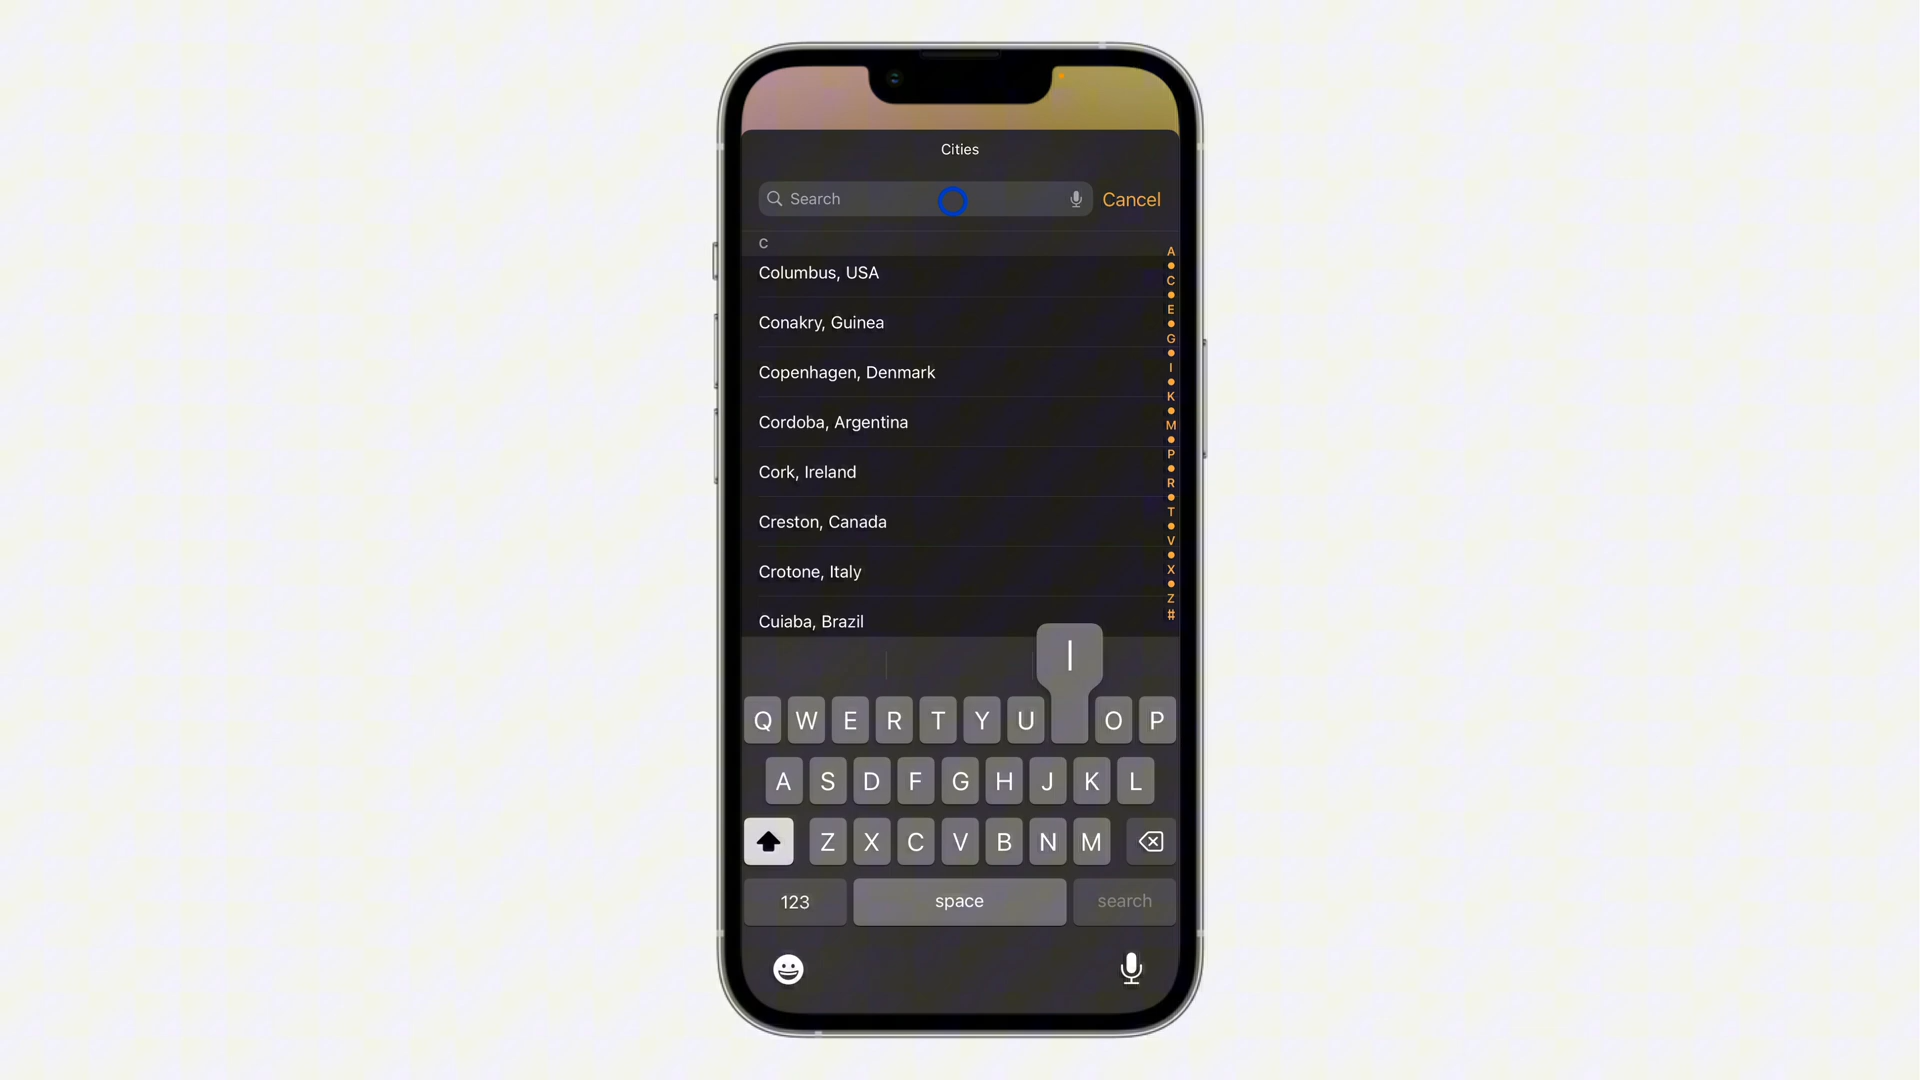 Cities
Search
Cancel
C
Columbus, USA
Conakry, Guinea
Copenhagen, Denmark
Cordoba, Argentina
Cork, Ireland
Creston, Canada
Crotone, Italy
Cuiaba, Brazil
A
C
E
G
I
K
M
P
R
T
V
X
Z
#
I
Q W E R T Y U O P
A S D F G H J K L
Z X C V B N M
123 space search